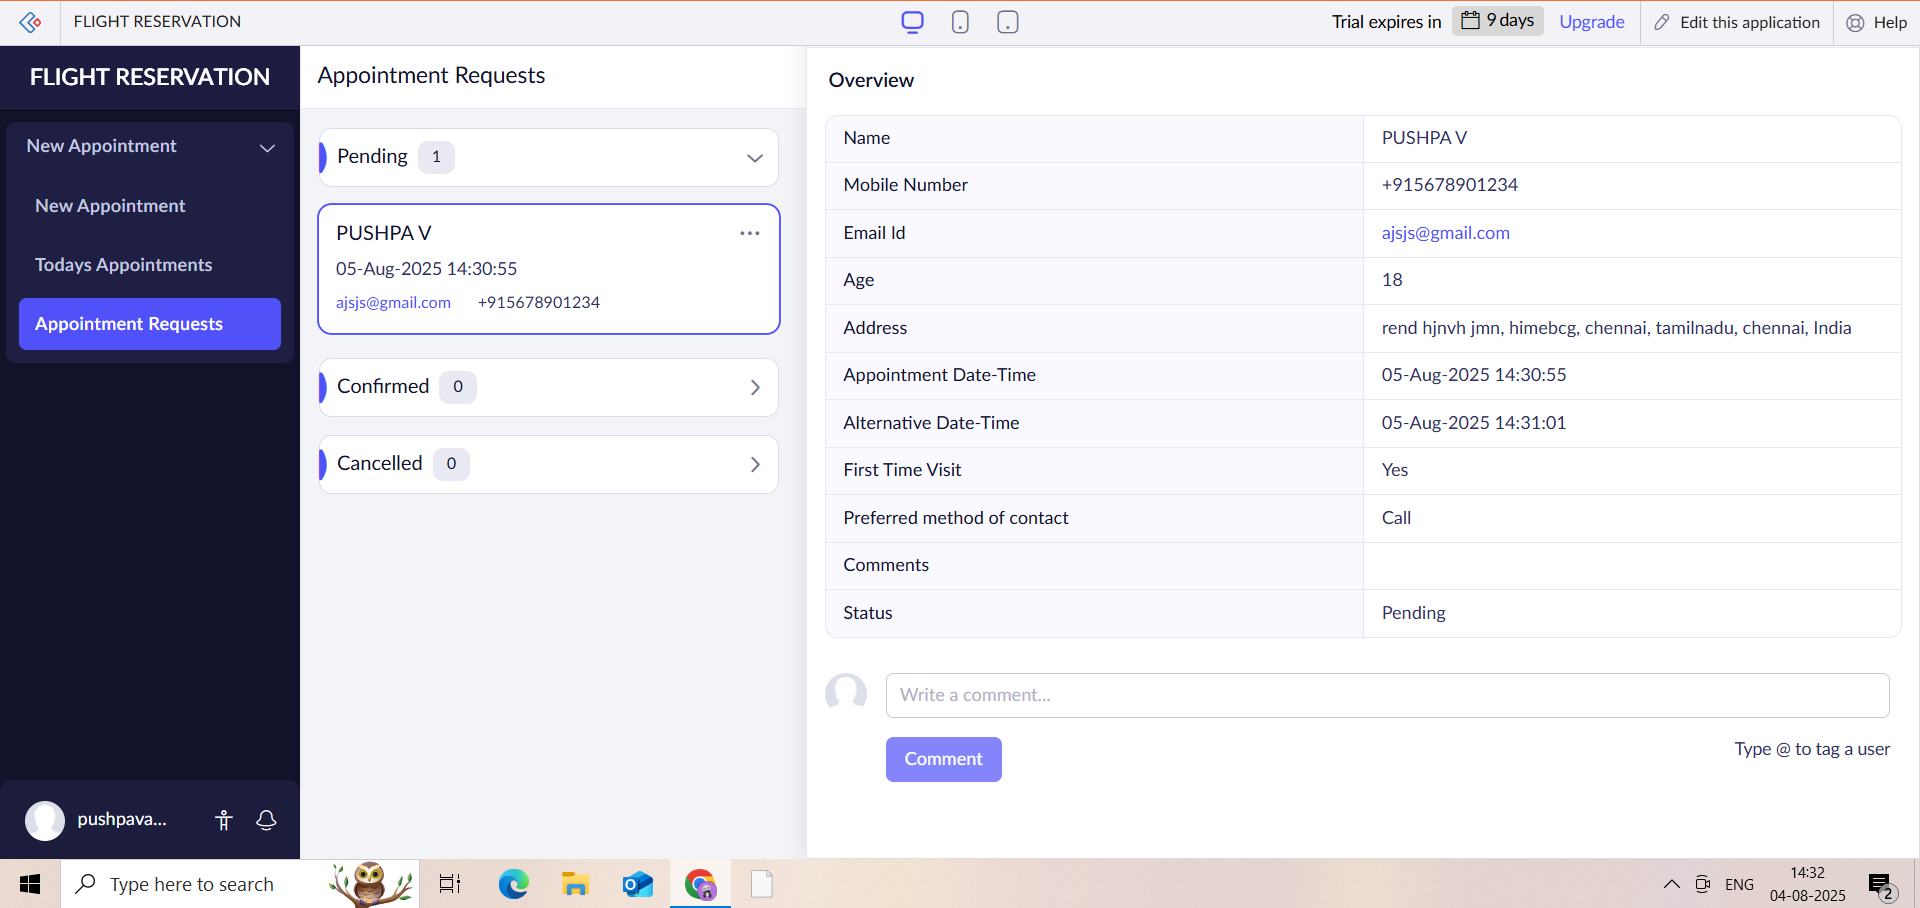 FLIGHT RESERVATION
Trial expires in 9 days Upgrade Edit this application Help
FLIGHT RESERVATION
New Appointment
New Appointment
Todays Appointments
Appointment Requests
pushpava...
Appointment Requests
Pending 1
PUSHPA V
05-Aug-2025 14:30:55
ajsjs@gmail.com +915678901234
Confirmed 0
Cancelled 0
Overview
Name PUSHPA V
Mobile Number +915678901234
Email Id ajsjs@gmail.com
Age 18
Address rend hjnvh jmn, himebcg, chennai, tamilnadu, chennai, India
Appointment Date-Time 05-Aug-2025 14:30:55
Alternative Date-Time 05-Aug-2025 14:31:01
First Time Visit Yes
Preferred method of contact Call
Comments
Status Pending
Write a comment...
Comment
Type @ to tag a user
Type here to search
ENG
14:32
04-08-2025
2